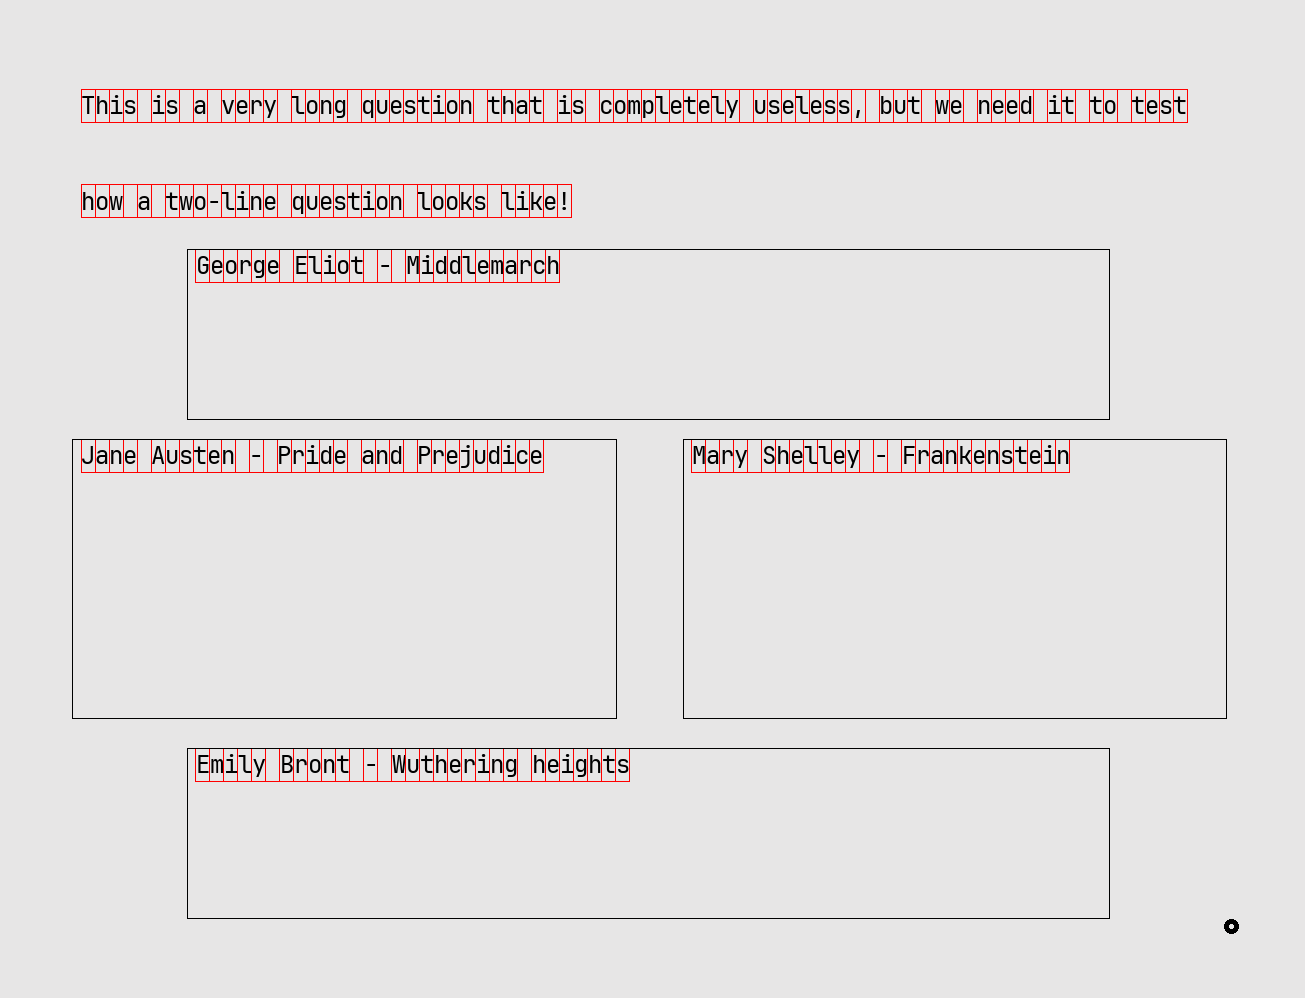 This is a very long question that is completely useless, but we need it to test
how a two-line question looks like!
George Eliot - Middlemarch
Jane Austen - Pride and Prejudice
Mary Shelley - Frankenstein
Emily Bront - Wuthering heights